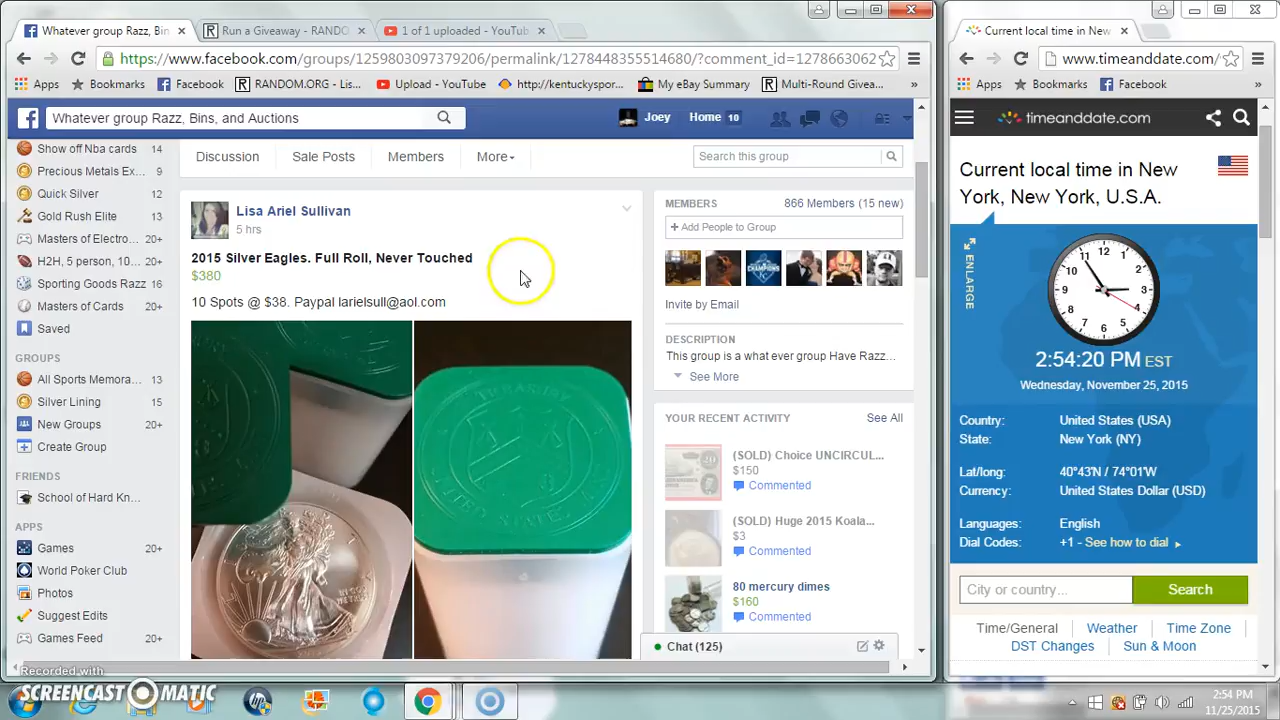 Whatever group Razz, Bin
Run a Giveaway - RANDO
1 of 1 uploaded - YouTub
https://www.facebook.com/groups/1259803097379206/permalink/1278448355514680/?comment_id=1278663062
Apps
Bookmarks
Facebook
RANDOM.ORG - Lis...
Upload - YouTube
http://kentuckyspor...
My eBay Summary
Multi-Round Givea...
»
Whatever group Razz, Bins, and Auctions
Joey
Home 10
Show off Nba cards 14
Precious Metals Ex... 9
Quick Silver 12
Gold Rush Elite 13
Masters of Electro... 20+
H2H, 5 person, 10... 20+
Sporting Goods Razz 16
Masters of Cards 20+
Saved
GROUPS
All Sports Memora... 13
Silver Lining 15
New Groups 20+
Create Group
FRIENDS
School of Hard Kn...
APPS
Games 20+
World Poker Club
Photos
Suggest Edits
Games Feed 20+
Recorded with
SCREENCAST-O-MATIC
Discussion
Sale Posts
Members
More
Search this group
Lisa Ariel Sullivan
5 hrs
2015 Silver Eagles. Full Roll, Never Touched
$380
10 Spots @ $38. Paypal larielsull@aol.com
MEMBERS
866 Members (15 new)
+ Add People to Group
Invite by Email
DESCRIPTION
This group is a what ever group Have Razz...
See More
YOUR RECENT ACTIVITY
See All
(SOLD) Choice UNCIRCUL...
$150
Commented
(SOLD) Huge 2015 Koala...
$3
Commented
80 mercury dimes
$160
Commented
Chat (125)
Current local time in New
www.timeanddate.com/
Apps
Bookmarks
Facebook
»
timeanddate.com
Current local time in New
York, New York, U.S.A.
ENLARGE
12
1
2
3
4
5
6
7
8
9
10
11
2:54:20 PM EST
Wednesday, November 25, 2015
Country: United States (USA)
State: New York (NY)
Lat/long: 40°43'N / 74°01'W
Currency: United States Dollar (USD)
Languages: English
Dial Codes: +1 - See how to dial
City or country...
Search
Time/General
Weather
Time Zone
DST Changes
Sun & Moon
2:54 PM
11/25/2015